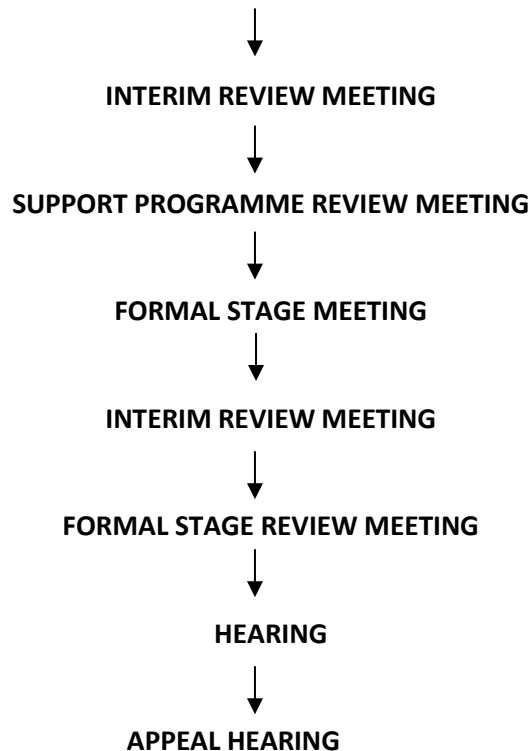 INTERIM REVIEW MEETING
SUPPORT PROGRAMME REVIEW MEETING
FORMAL STAGE MEETING
INTERIM REVIEW MEETING
FORMAL STAGE REVIEW MEETING
HEARING
APPEAL HEARING